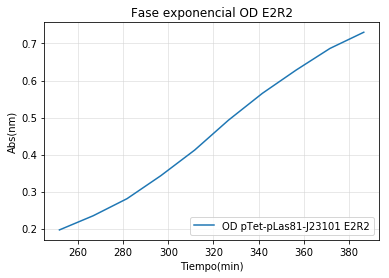 Fase exponencial OD E2R2
Abs(nm)
0.7
0.6
0.5
0.4
0.3
0.2
OD pTet-pLas81-J23101 E2R2
260 280 300 320 340 360 380
Tiempo(min)